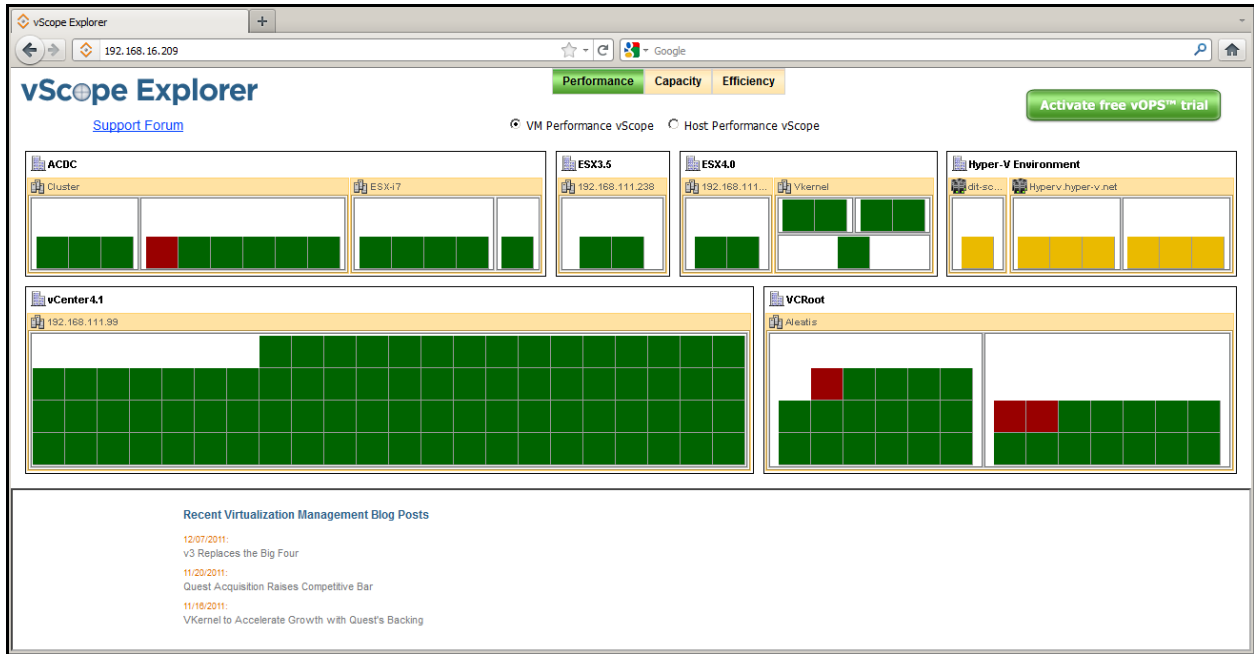 vScope Explorer
192.168.16.209
Google
vScope Explorer
Performance Capacity Efficiency
Activate free vOPS™ trial
Support Forum
VM Performance vScope Host Performance vScope
ACDC
Cluster
ESX-i7
ESX3.5
192.168.111.238
ESX4.0
192.168.111...
Vkernel
Hyper-V Environment
dit-sc...
Hyperv.hyper-v.net
vCenter4.1
192.168.111.99
VCRoot
Aleatis
Recent Virtualization Management Blog Posts
12/07/2011:
v3 Replaces the Big Four
11/20/2011:
Quest Acquisition Raises Competitive Bar
11/16/2011:
VKernel to Accelerate Growth with Quest's Backing